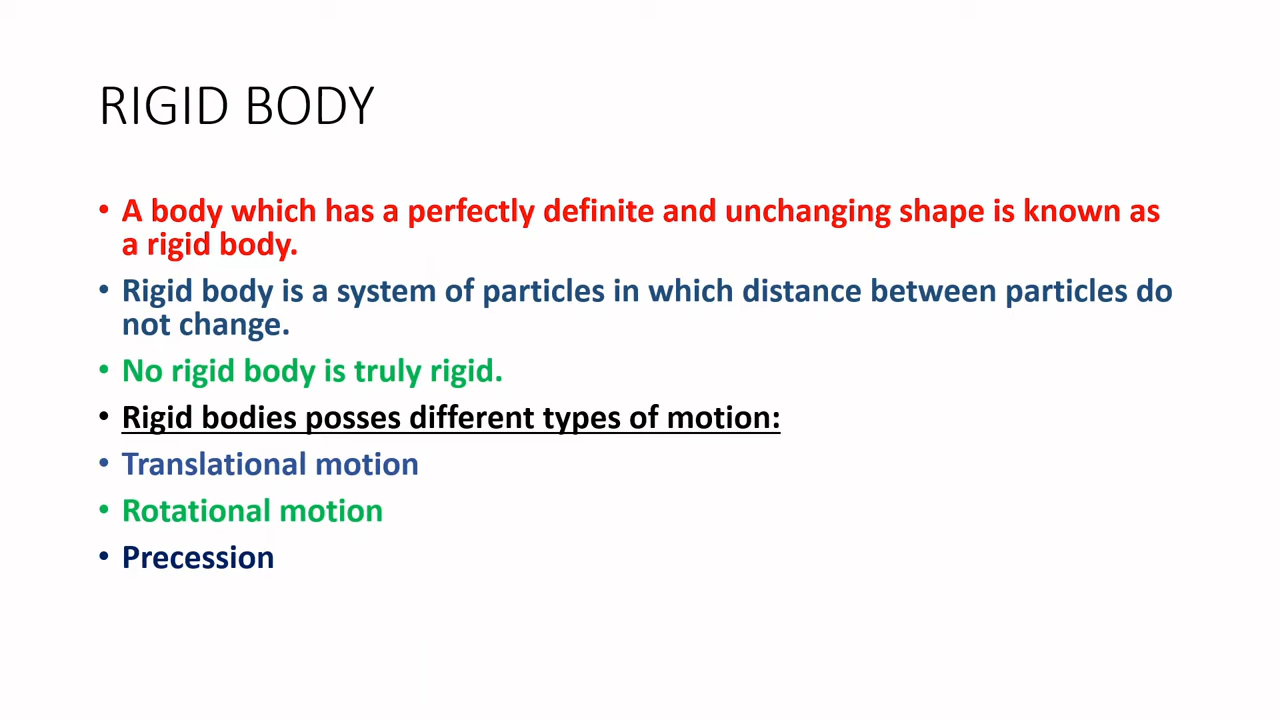 RIGID BODY
• A body which has a perfectly definite and unchanging shape is known as
a rigid body.
• Rigid body is a system of particles in which distance between particles do
not change.
• No rigid body is truly rigid.
• Rigid bodies posses different types of motion:
• Translational motion
• Rotational motion
• Precession